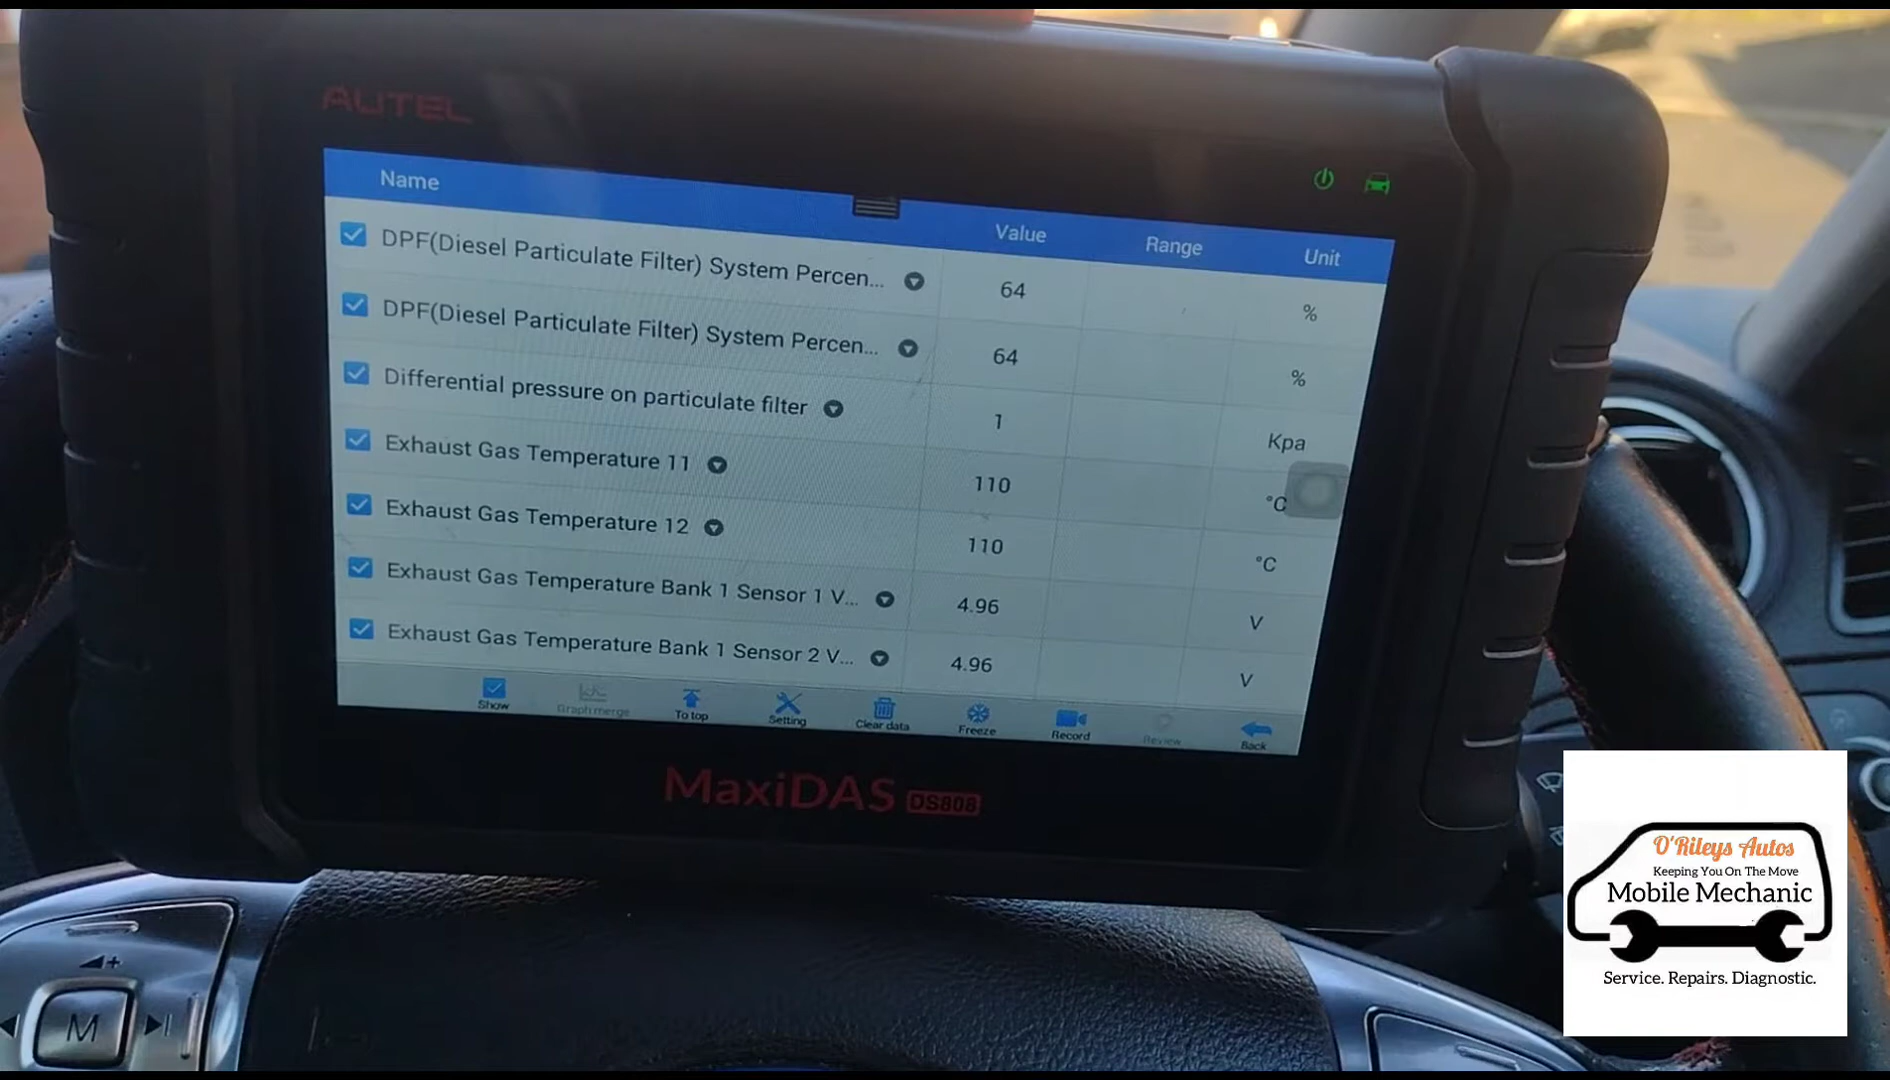 AUTEL
Name Value Range Unit
DPF(Diesel Particulate Filter) System Percen... 64 %
DPF(Diesel Particulate Filter) System Percen... 64 %
Differential pressure on particulate filter 1 Kpa
Exhaust Gas Temperature 11 110 °C
Exhaust Gas Temperature 12 110 °C
Exhaust Gas Temperature Bank 1 Sensor 1 V... 4.96 V
Exhaust Gas Temperature Bank 1 Sensor 2 V... 4.96 V
Show Graph merge To top Setting Clear data Freeze Record Review Back
MaxiDAS DS808
M
O'Rileys Autos
Keeping You On The Move
Mobile Mechanic
Service. Repairs. Diagnostic.